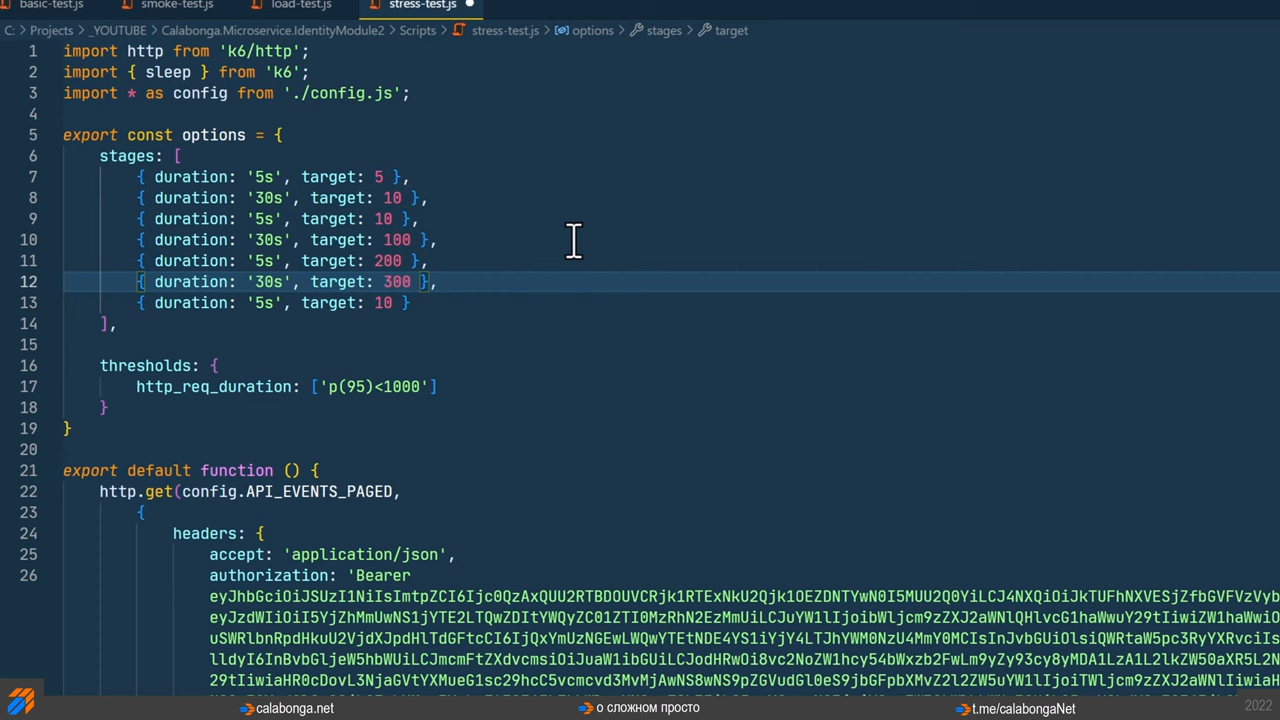 basic-test.js smoke-test.js load-test.js stress-test.js
C: > Projects > _YOUTUBE > Calabonga.Microservice.IdentityModule2 > Scripts > stress-test.js > options > stages > target
1 import http from 'k6/http';
2 import { sleep } from 'k6';
3 import * as config from './config.js';
4
5 export const options = {
6 stages: [
7 { duration: '5s', target: 5 },
8 { duration: '30s', target: 10 },
9 { duration: '5s', target: 10 },
10 { duration: '30s', target: 100 },
11 { duration: '5s', target: 200 },
12 { duration: '30s', target: 300 },
13 { duration: '5s', target: 10 }
14 ],
15
16 thresholds: {
17 http_req_duration: ['p(95)<1000']
18 }
19 }
20
21 export default function () {
22 http.get(config.API_EVENTS_PAGED,
23 {
24 headers: {
25 accept: 'application/json',
26 authorization: 'Bearer
calabonga.net о сложном просто t.me/calabongaNet 2022